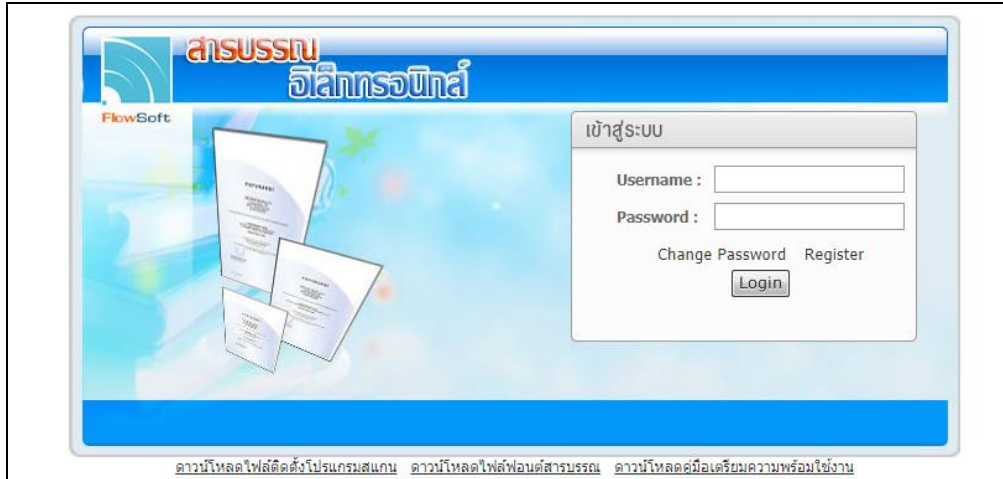 สารบรรณ
อิเล็กทรอนิกส์
FlowSoft
เข้าสู่ระบบ
Username :
Password :
Change Password Register
Login
ดาวน์โหลดไฟล์ติดตั้งโปรแกรมสแกน ดาวน์โหลดไฟล์ฟอนต์สารบรรณ ดาวน์โหลดคู่มือเตรียมความพร้อมใช้งาน